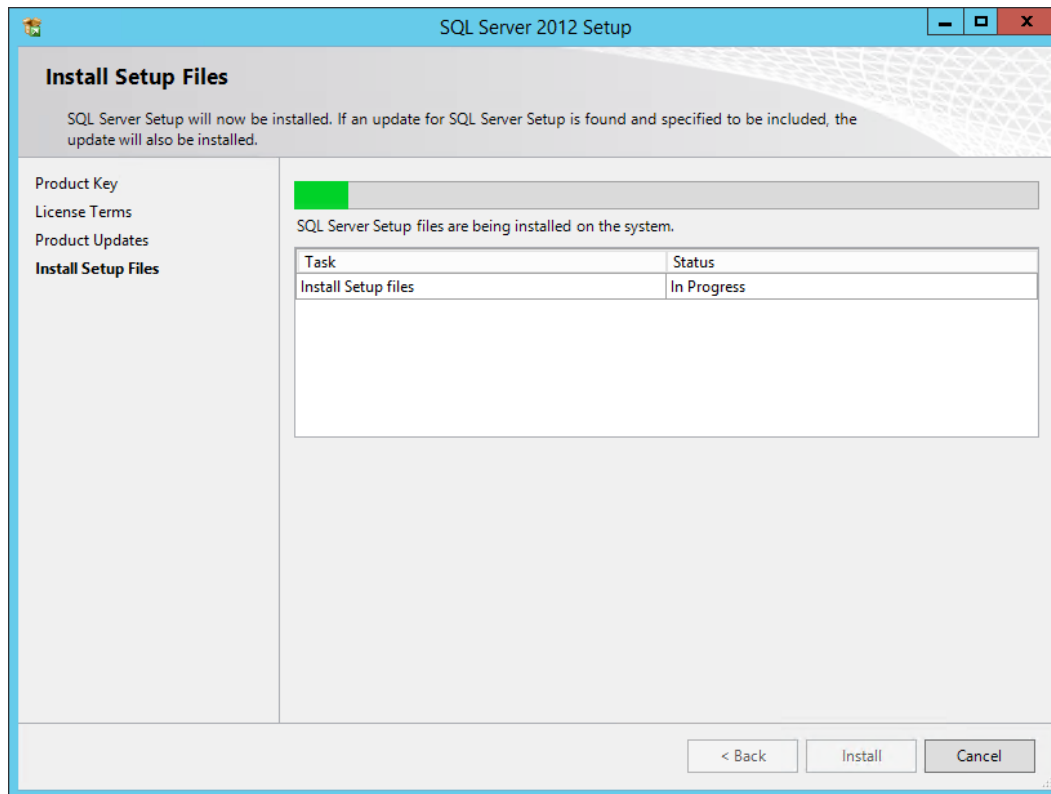 SQL Server 2012 Setup
Install Setup Files
SQL Server Setup will now be installed. If an update for SQL Server Setup is found and specified to be included, the
update will also be installed.
Product Key
License Terms
Product Updates
Install Setup Files
SQL Server Setup files are being installed on the system.
Task Status
Install Setup files In Progress
< Back Install Cancel